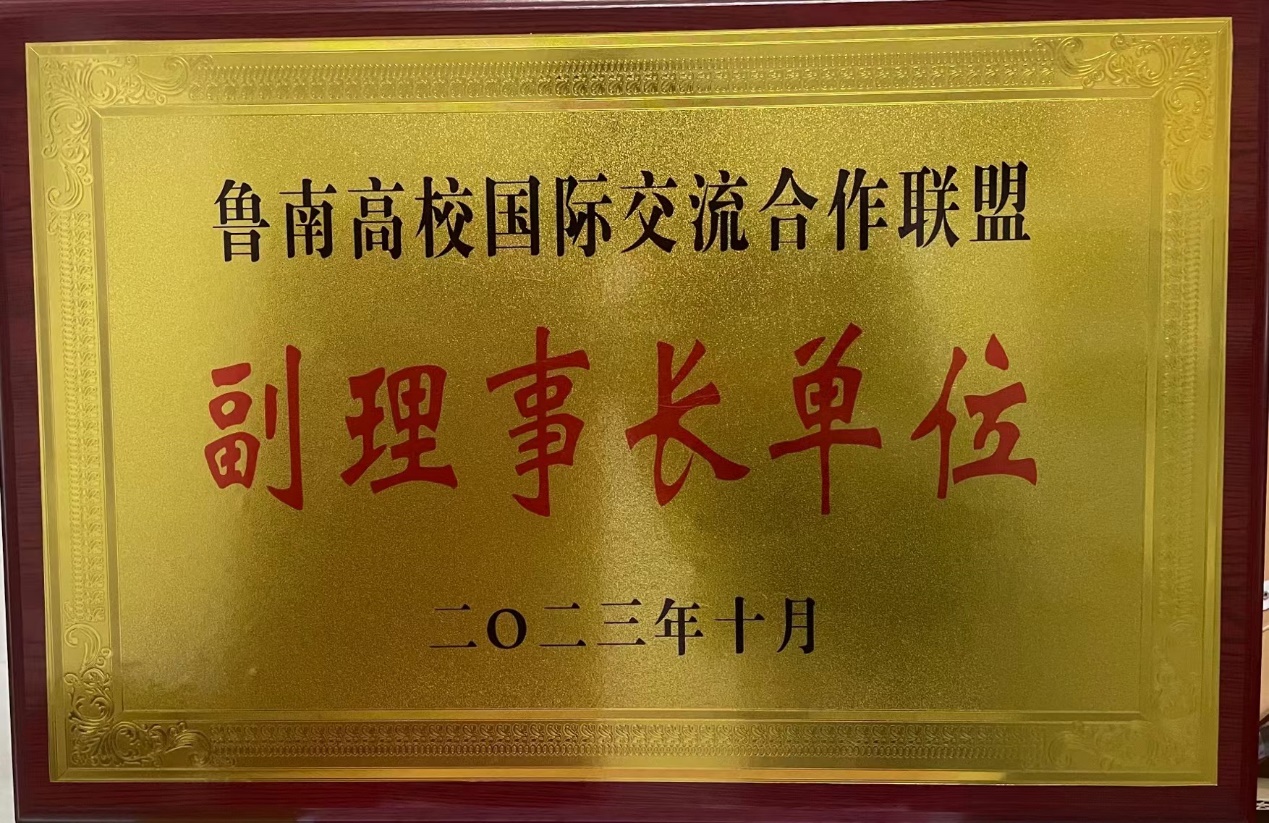 鲁南高校国际交流合作联盟
副理事长单位
二〇二三年十月